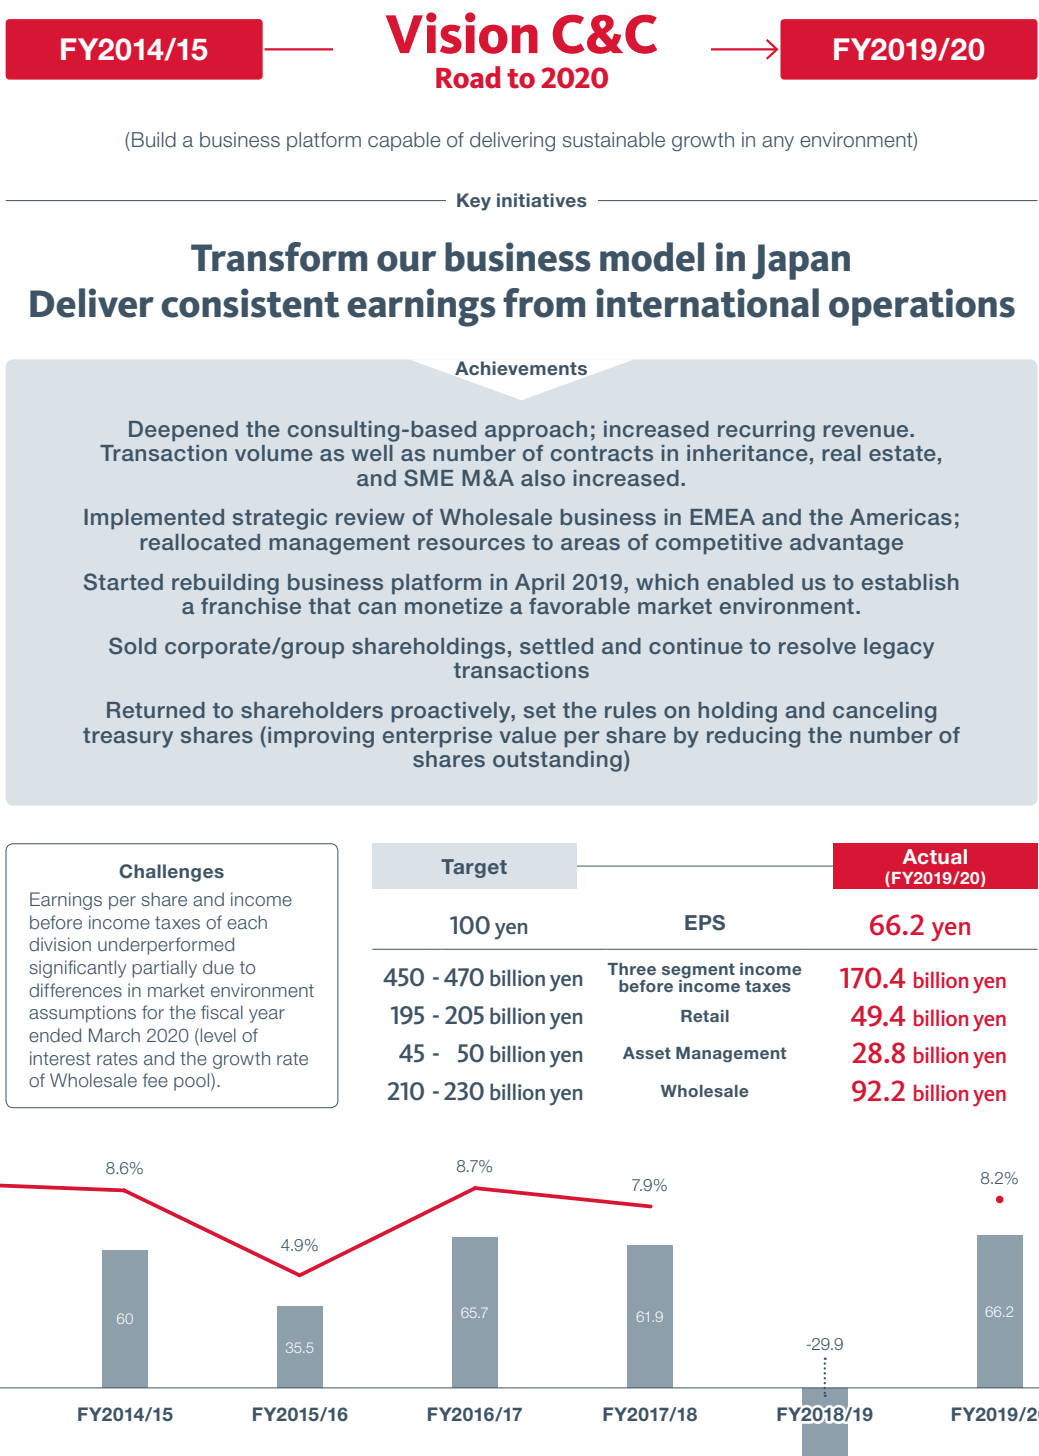 FY2014/15
Vision C&C
Road to 2020
FY2019/20
(Build a business platform capable of delivering sustainable growth in any environment)
Key initiatives
Transform our business model in Japan
Deliver consistent earnings from international operations
Achievements
Deepened the consulting-based approach; increased recurring revenue.
Transaction volume as well as number of contracts in inheritance, real estate,
and SME M&A also increased.
Implemented strategic review of Wholesale business in EMEA and the Americas;
reallocated management resources to areas of competitive advantage
Started rebuilding business platform in April 2019, which enabled us to establish
a franchise that can monetize a favorable market environment.
Sold corporate/group shareholdings, settled and continue to resolve legacy
transactions
Returned to shareholders proactively, set the rules on holding and canceling
treasury shares (improving enterprise value per share by reducing the number of
shares outstanding)
Challenges
Earnings per share and income
before income taxes of each
division underperformed
significantly partially due to
differences in market environment
assumptions for the fiscal year
ended March 2020 (level of
interest rates and the growth rate
of Wholesale fee pool).
Target
Actual
(FY2019/20)
100 yen EPS 66.2 yen
450 - 470 billion yen Three segment income before income taxes 170.4 billion yen
195 - 205 billion yen Retail 49.4 billion yen
45 - 50 billion yen Asset Management 28.8 billion yen
210 - 230 billion yen Wholesale 92.2 billion yen
8.6% 4.9% 8.7% 7.9% 8.2%
60 35.5 65.7 61.9 -29.9 66.2
FY2014/15 FY2015/16 FY2016/17 FY2017/18 FY2018/19 FY2019/20